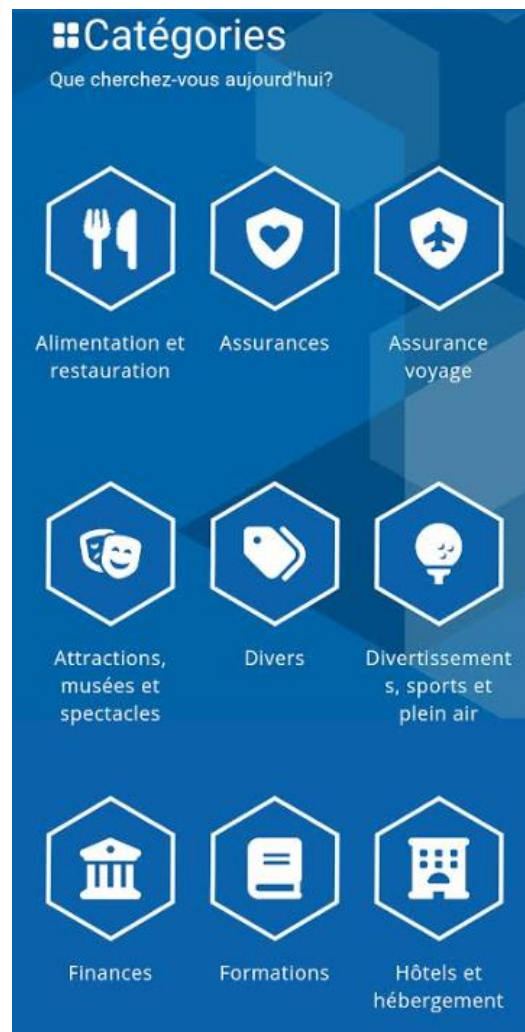 Catégories
Que cherchez-vous aujourd'hui?
Alimentation et
restauration
Assurances
Assurance
voyage
Attractions,
musées et
spectacles
Divers
Divertissement
s, sports et
plein air
Finances
Formations
Hôtels et
hébergement